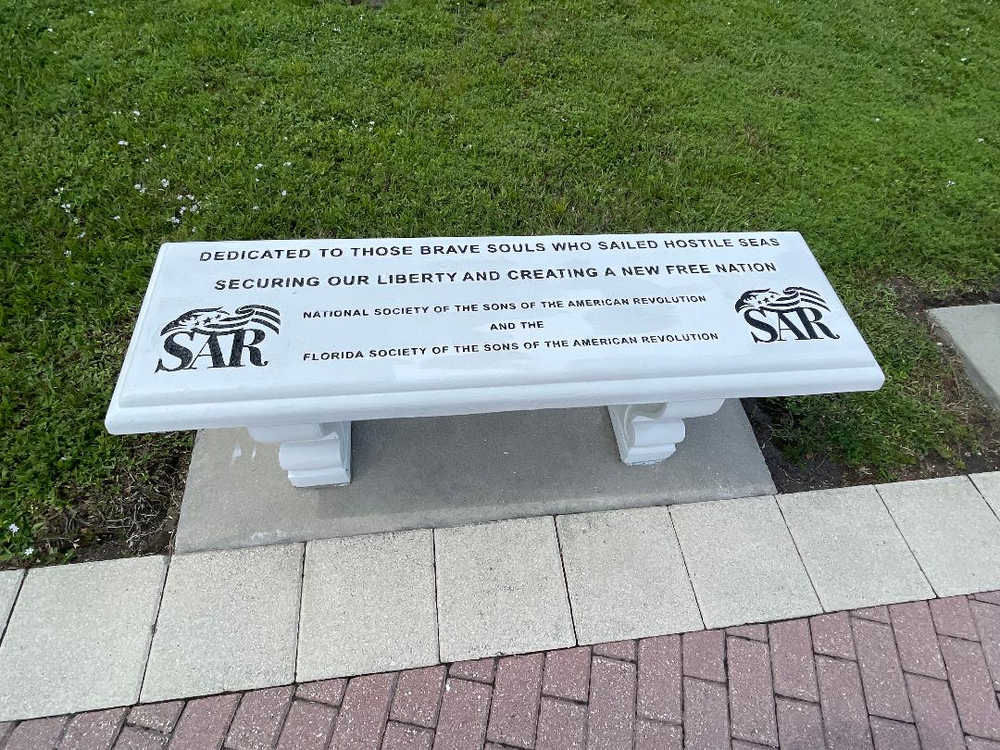 DEDICATED TO THOSE BRAVE SOULS WHO SAILED HOSTILE SEAS
SECURING OUR LIBERTY AND CREATING A NEW FREE NATION
NATIONAL SOCIETY OF THE SONS OF THE AMERICAN REVOLUTION
AND THE
FLORIDA SOCIETY OF THE SONS OF THE AMERICAN REVOLUTION
SAR
SAR